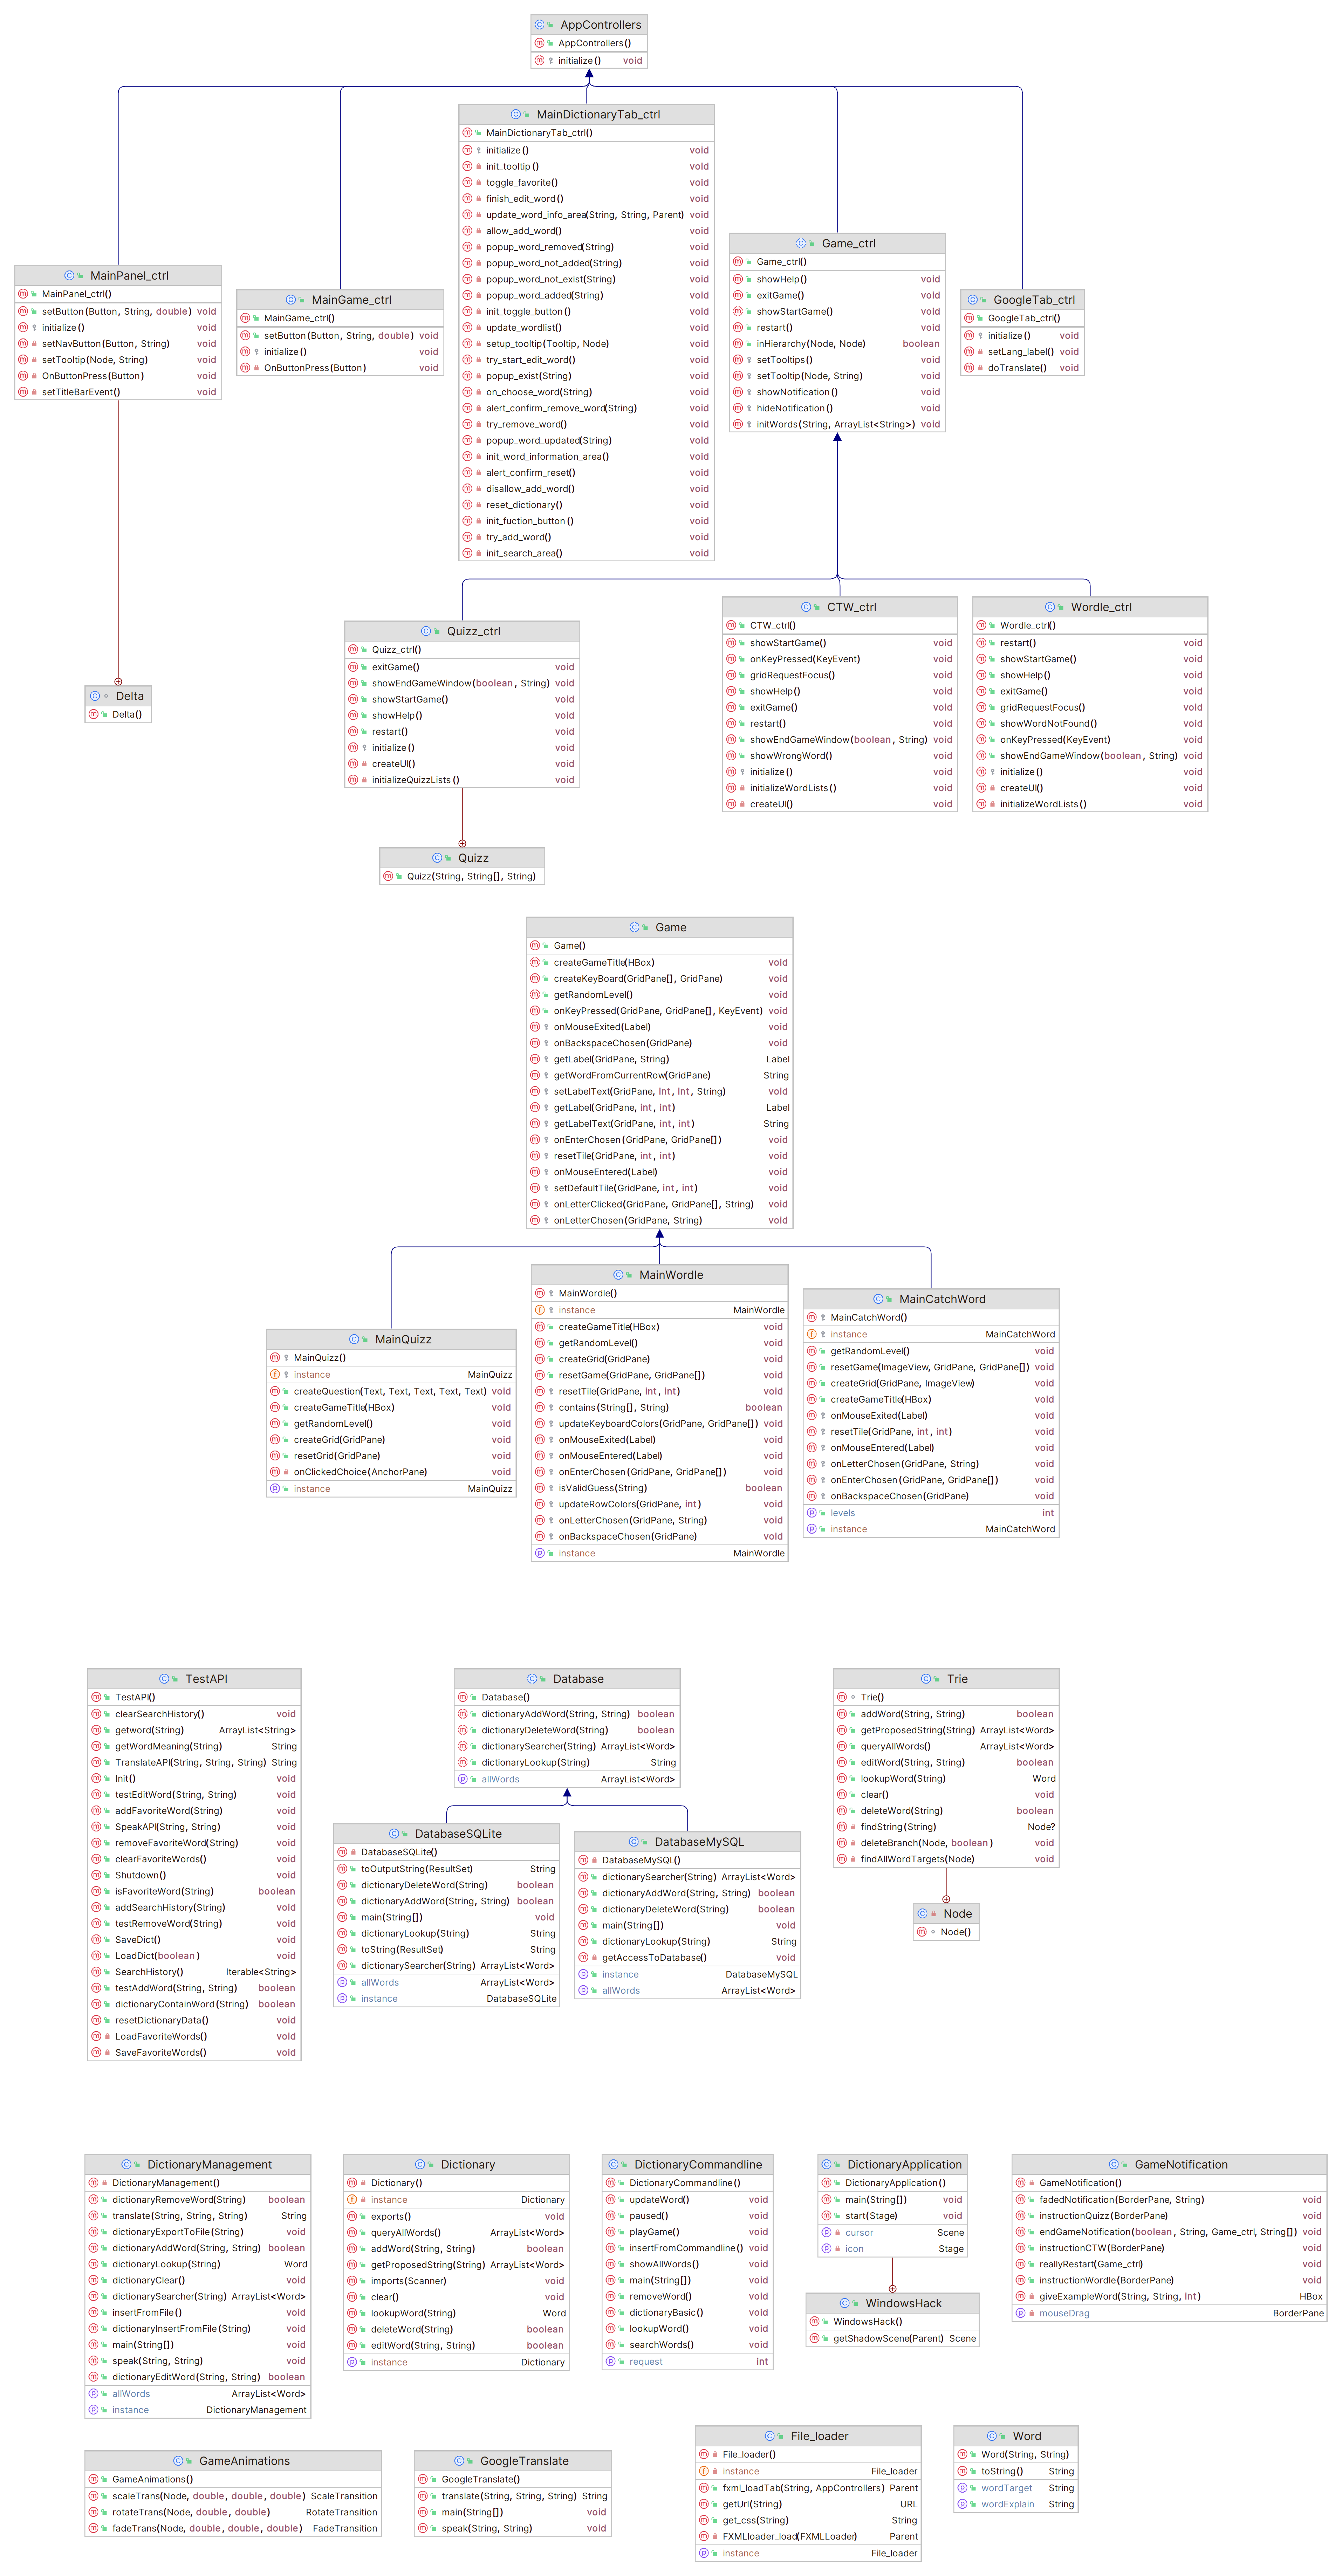 AppControllers
AppControllers()
initialize() void
MainDictionaryTab_ctrl
MainDictionaryTab_ctrl()
initialize() void
init_tooltip() void
toggle_favorite() void
finish_edit_word() void
update_word_info_area(String, String, Parent) void
allow_add_word() void
popup_word_removed(String) void
popup_word_not_added(String) void
popup_word_not_exist(String) void
popup_word_added(String) void
init_toggle_button() void
update_wordlist() void
setup_tooltip(Tooltip, Node) void
try_start_edit_word() void
popup_exist(String) void
on_choose_word(String) void
alert_confirm_remove_word(String) void
try_remove_word() void
popup_word_updated(String) void
init_word_information_area() void
alert_confirm_reset() void
disallow_add_word() void
reset_dictionary() void
init_fuction_button() void
try_add_word() void
init_search_area() void
Game_ctrl
Game_ctrl()
showHelp() void
exitGame() void
showStartGame() void
restart() void
inHierarchy(Node, Node) boolean
setTooltips() void
setTooltip(Node, String) void
showNotification() void
hideNotification() void
initWords(String, ArrayList<String>) void
MainPanel_ctrl
MainPanel_ctrl()
setButton(Button, String, double) void
initialize() void
setNavButton(Button, String) void
setTooltip(Node, String) void
OnButtonPress(Button) void
setTitleBarEvent() void
MainGame_ctrl
MainGame_ctrl()
setButton(Button, String, double) void
initialize() void
OnButtonPress(Button) void
GoogleTab_ctrl
GoogleTab_ctrl()
initialize() void
setLang_label() void
doTranslate() void
Quizz_ctrl
Quizz_ctrl()
exitGame() void
showEndGameWindow(boolean, String) void
showStartGame() void
showHelp() void
restart() void
initialize() void
createUI() void
initializeQuizzLists() void
CTW_ctrl
CTW_ctrl()
showStartGame() void
onKeyPressed(KeyEvent) void
gridRequestFocus() void
showHelp() void
exitGame() void
restart() void
showEndGameWindow(boolean, String) void
showWrongWord() void
initialize() void
initializeWordLists() void
createUI() void
Wordle_ctrl
Wordle_ctrl()
restart() void
showStartGame() void
showHelp() void
exitGame() void
gridRequestFocus() void
showWordNotFound() void
onKeyPressed(KeyEvent) void
showEndGameWindow(boolean, String) void
initialize() void
createUI() void
initializeWordLists() void
Delta
Delta()
Quizz
Quizz(String, String[], String)
Game
Game()
createGameTitle(HBox) void
createKeyBoard(GridPane[], GridPane) void
getRandomLevel() void
onKeyPressed(GridPane, GridPane[], KeyEvent) void
onMouseExited(Label) void
onBackspaceChosen(GridPane) void
getLabel(GridPane, String) Label
getWordFromCurrentRow(GridPane) String
setLabelText(GridPane, int, int, String) void
getLabel(GridPane, int, int) Label
getLabelText(GridPane, int, int) String
onEnterChosen(GridPane, GridPane[]) void
resetTile(GridPane, int, int) void
onMouseEntered(Label) void
setDefaultTile(GridPane, int, int) void
onLetterClicked(GridPane, GridPane[], String) void
onLetterChosen(GridPane, String) void
MainQuizz
MainQuizz()
instance MainQuizz
createQuestion(Text, Text, Text, Text, Text) void
createGameTitle(HBox) void
getRandomLevel() void
createGrid(GridPane) void
resetGrid(GridPane) void
onClickedChoice(AnchorPane) void
instance MainQuizz
MainWordle
MainWordle()
instance MainWordle
createGameTitle(HBox) void
getRandomLevel() void
createGrid(GridPane) void
resetGame(GridPane, GridPane[]) void
resetTile(GridPane, int, int) void
contains(String[], String) boolean
updateKeyboardColors(GridPane, GridPane[]) void
onMouseExited(Label) void
onMouseEntered(Label) void
onEnterChosen(GridPane, GridPane[]) void
isValidGuess(String) boolean
updateRowColors(GridPane, int) void
onLetterChosen(GridPane, String) void
onBackspaceChosen(GridPane) void
instance MainWordle
MainCatchWord
MainCatchWord()
instance MainCatchWord
getRandomLevel() void
resetGame(ImageView, GridPane, GridPane[]) void
createGrid(GridPane, ImageView) void
createGameTitle(HBox) void
onMouseExited(Label) void
resetTile(GridPane, int, int) void
onMouseEntered(Label) void
onLetterChosen(GridPane, String) void
onEnterChosen(GridPane, GridPane[]) void
onBackspaceChosen(GridPane) void
levels int
instance MainCatchWord
TestAPI
TestAPI()
clearSearchHistory() void
getword(String) ArrayList<String>
getWordMeaning(String) String
TranslateAPI(String, String, String) String
Init() void
testEditWord(String, String) void
addFavoriteWord(String) void
SpeakAPI(String, String) void
removeFavoriteWord(String) void
clearFavoriteWords() void
Shutdown() void
isFavoriteWord(String) boolean
addSearchHistory(String) void
testRemoveWord(String) void
SaveDict() void
LoadDict(boolean) void
SearchHistory() Iterable<String>
testAddWord(String, String) boolean
dictionaryContainWord(String) boolean
resetDictionaryData() void
LoadFavoriteWords() void
SaveFavoriteWords() void
Database
Database()
dictionaryAddWord(String, String) boolean
dictionaryDeleteWord(String) boolean
dictionarySearcher(String) ArrayList<Word>
dictionaryLookup(String) String
allWords ArrayList<Word>
DatabaseSQLite
DatabaseSQLite()
toOutputString(ResultSet) String
dictionaryDeleteWord(String) boolean
dictionaryAddWord(String, String) boolean
main(String[]) void
dictionaryLookup(String) String
toString(ResultSet) String
dictionarySearcher(String) ArrayList<Word>
allWords ArrayList<Word>
instance DatabaseSQLite
DatabaseMySQL
DatabaseMySQL()
dictionarySearcher(String) ArrayList<Word>
dictionaryAddWord(String, String) boolean
dictionaryDeleteWord(String) boolean
main(String[]) void
dictionaryLookup(String) String
getAccessToDatabase() void
instance DatabaseMySQL
allWords ArrayList<Word>
Trie
Trie()
addWord(String, String) boolean
getProposedString(String) ArrayList<Word>
queryAllWords() ArrayList<Word>
editWord(String, String) boolean
lookupWord(String) Word
clear() void
deleteWord(String) boolean
findString(String) Node?
deleteBranch(Node, boolean) void
findAllWordTargets(Node) void
Node
Node()
DictionaryManagement
DictionaryManagement()
dictionaryRemoveWord(String) boolean
translate(String, String, String) String
dictionaryExportToFile(String) void
dictionaryAddWord(String, String) boolean
dictionaryLookup(String) Word
dictionaryClear() void
dictionarySearcher(String) ArrayList<Word>
insertFromFile() void
dictionaryInsertFromFile(String) void
main(String[]) void
speak(String, String) void
dictionaryEditWord(String, String) boolean
allWords ArrayList<Word>
instance DictionaryManagement
Dictionary
Dictionary()
instance Dictionary
exports() void
queryAllWords() ArrayList<Word>
addWord(String, String) boolean
getProposedString(String) ArrayList<Word>
imports(Scanner) void
clear() void
lookupWord(String) Word
deleteWord(String) boolean
editWord(String, String) boolean
instance Dictionary
DictionaryCommandline
DictionaryCommandline()
updateWord() void
paused() void
playGame() void
insertFromCommandline() void
showAllWords() void
main(String[]) void
removeWord() void
dictionaryBasic() void
lookupWord() void
searchWords() void
request int
DictionaryApplication
DictionaryApplication()
main(String[]) void
start(Stage) void
cursor Scene
icon Stage
WindowsHack
WindowsHack()
getShadowScene(Parent) Scene
GameNotification
GameNotification()
fadedNotification(BorderPane, String) void
instructionQuizz(BorderPane) void
endGameNotification(boolean, String, Game_ctrl, String[]) void
instructionCTW(BorderPane) void
reallyRestart(Game_ctrl) void
instructionWordle(BorderPane) void
giveExampleWord(String, String, int) HBox
mouseDrag BorderPane
GameAnimations
GameAnimations()
scaleTrans(Node, double, double, double) ScaleTransition
rotateTrans(Node, double, double) RotateTransition
fadeTrans(Node, double, double, double) FadeTransition
GoogleTranslate
GoogleTranslate()
translate(String, String, String) String
main(String[]) void
speak(String, String) void
File_loader
File_loader()
instance File_loader
fxml_loadTab(String, AppControllers) Parent
getUrl(String) URL
get_css(String) String
FXMLloader_load(FXMLLoader) Parent
instance File_loader
Word
Word(String, String)
toString() String
wordTarget String
wordExplain String